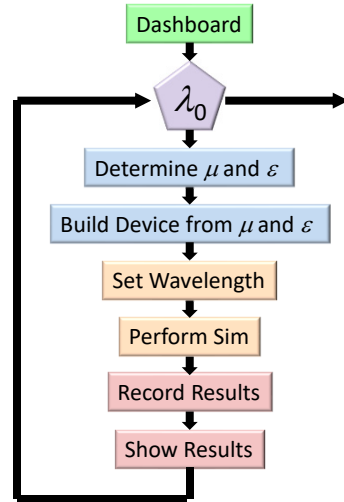 Dashboard
λ₀
Determine μ and ε
Build Device from μ and ε
Set Wavelength
Perform Sim
Record Results
Show Results